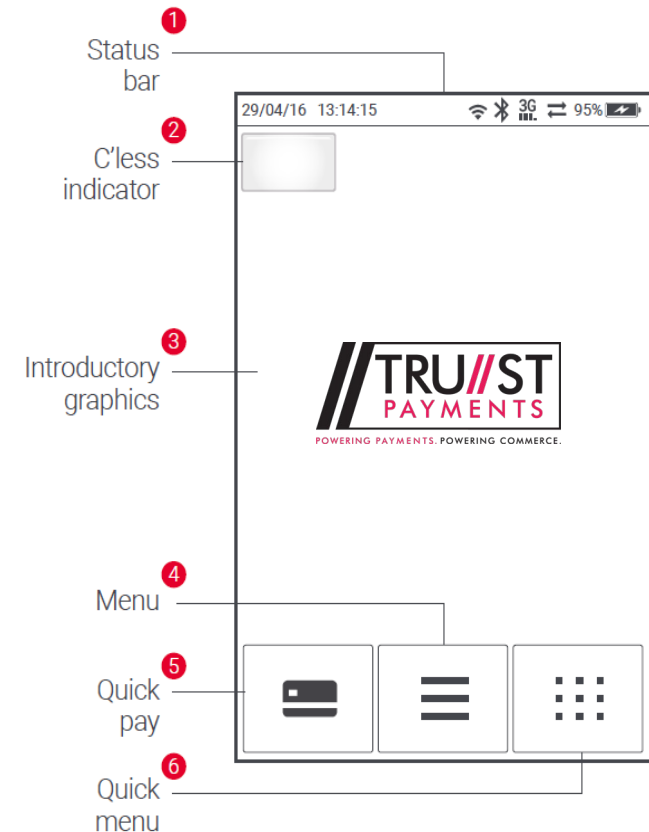 1
Status
bar
29/04/16 13:14:15 3G 95%
2
C'less
indicator
3
Introductory
graphics
TRU//ST
PAYMENTS
POWERING PAYMENTS. POWERING COMMERCE.
4
Menu
5
Quick
pay
6
Quick
menu